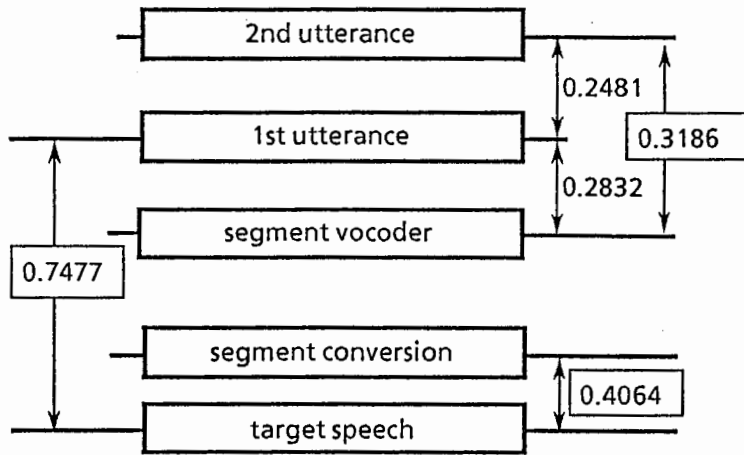 2nd utterance
0.2481
1st utterance
0.3186
0.2832
segment vocoder
0.7477
segment conversion
0.4064
target speech